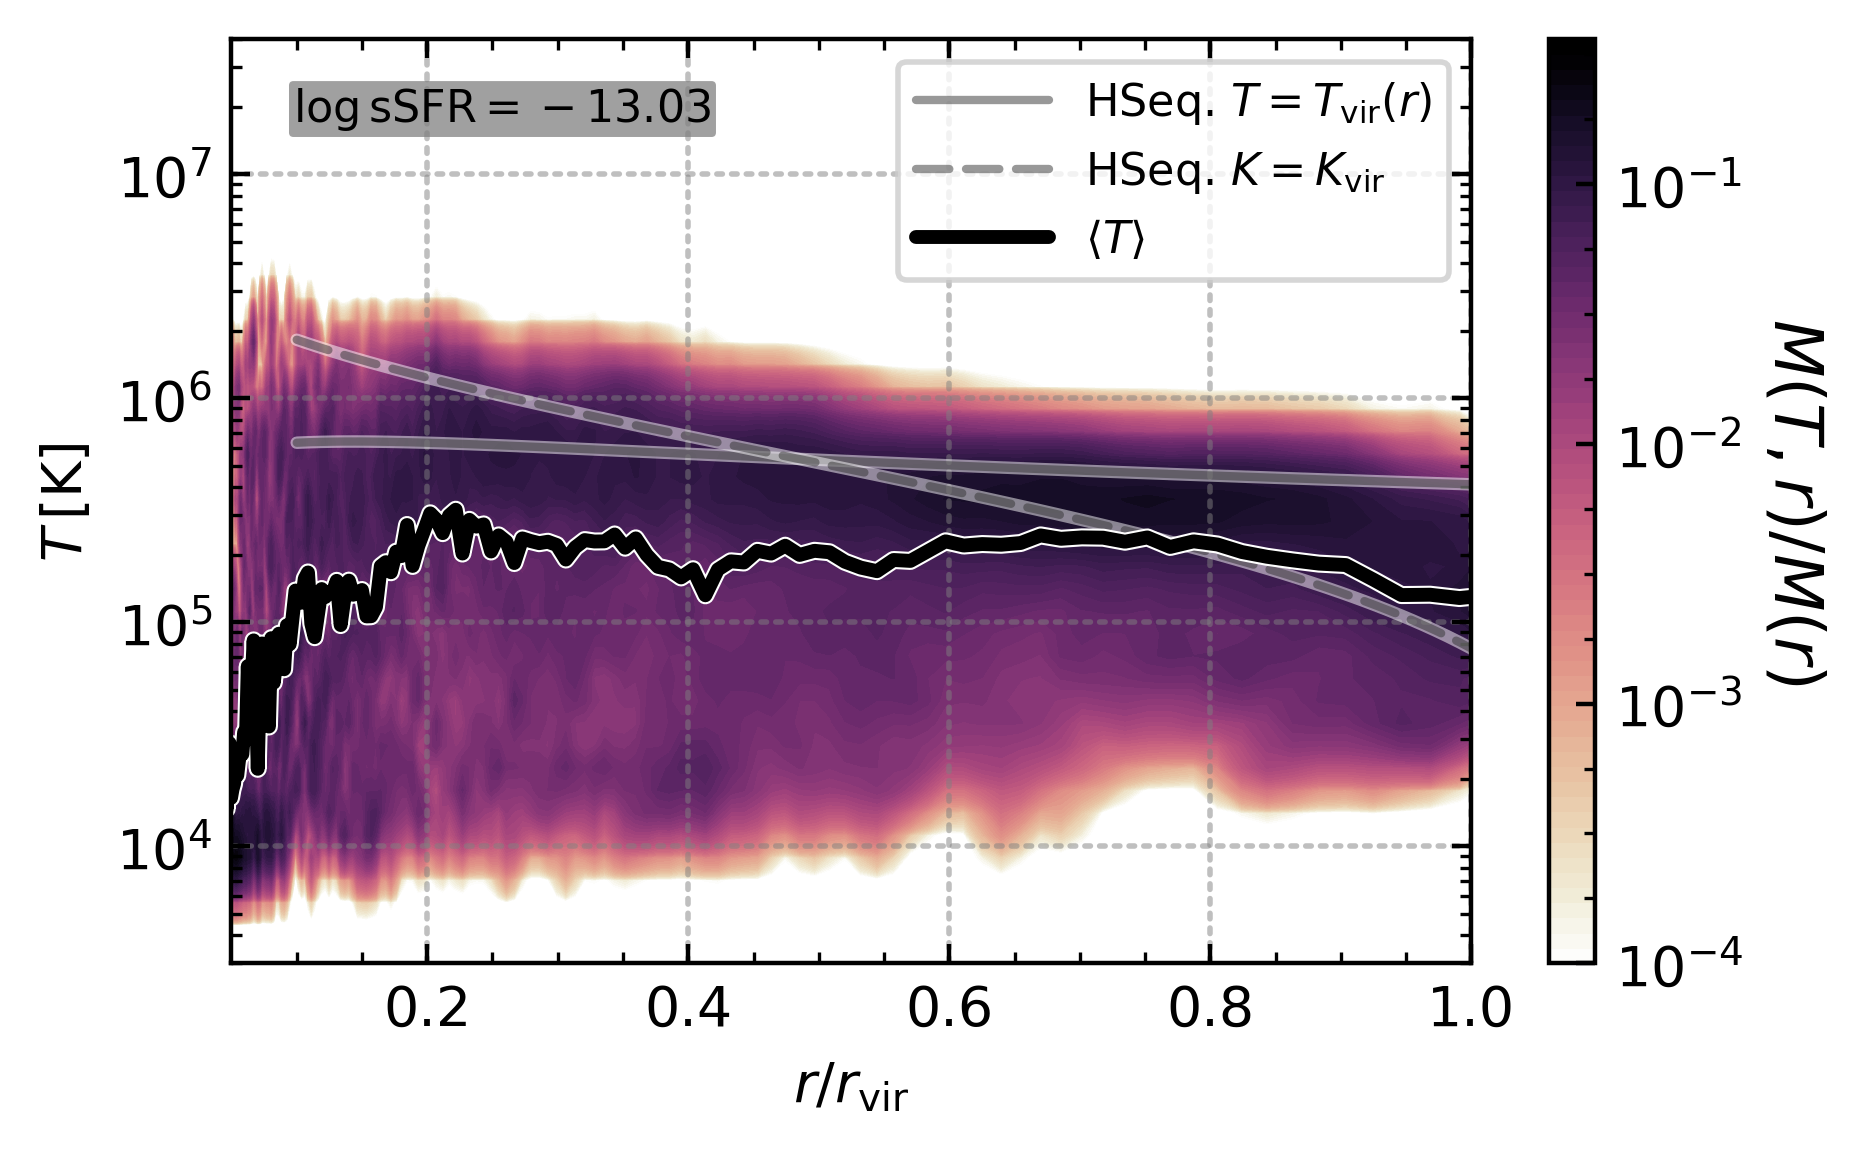 log sSFR = −13.03
HSeq. T = T_vir(r)
HSeq. K = K_vir
⟨T⟩
10^7
10^6
10^5
10^4
T [K]
0.2 0.4 0.6 0.8 1.0
r/r_vir
10^−1
10^−2
10^−3
10^−4
M(T, r)/M(r)